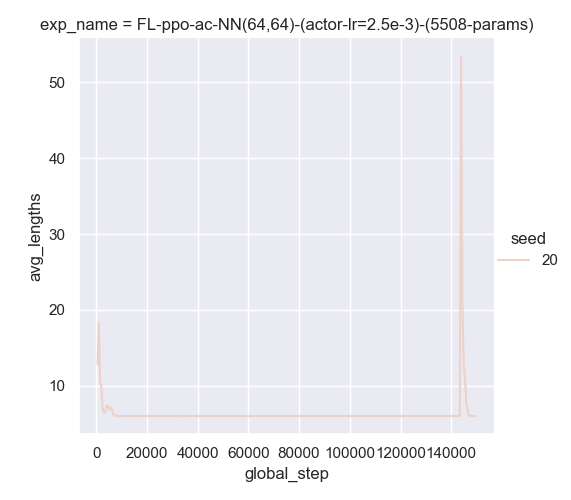 exp_name = FL-ppo-ac-NN(64,64)-(actor-lr=2.5e-3)-(5508-params)
50
40
30
20
10
avg_lengths
seed
20
0 20000 40000 60000 80000 100000 120000 140000
global_step